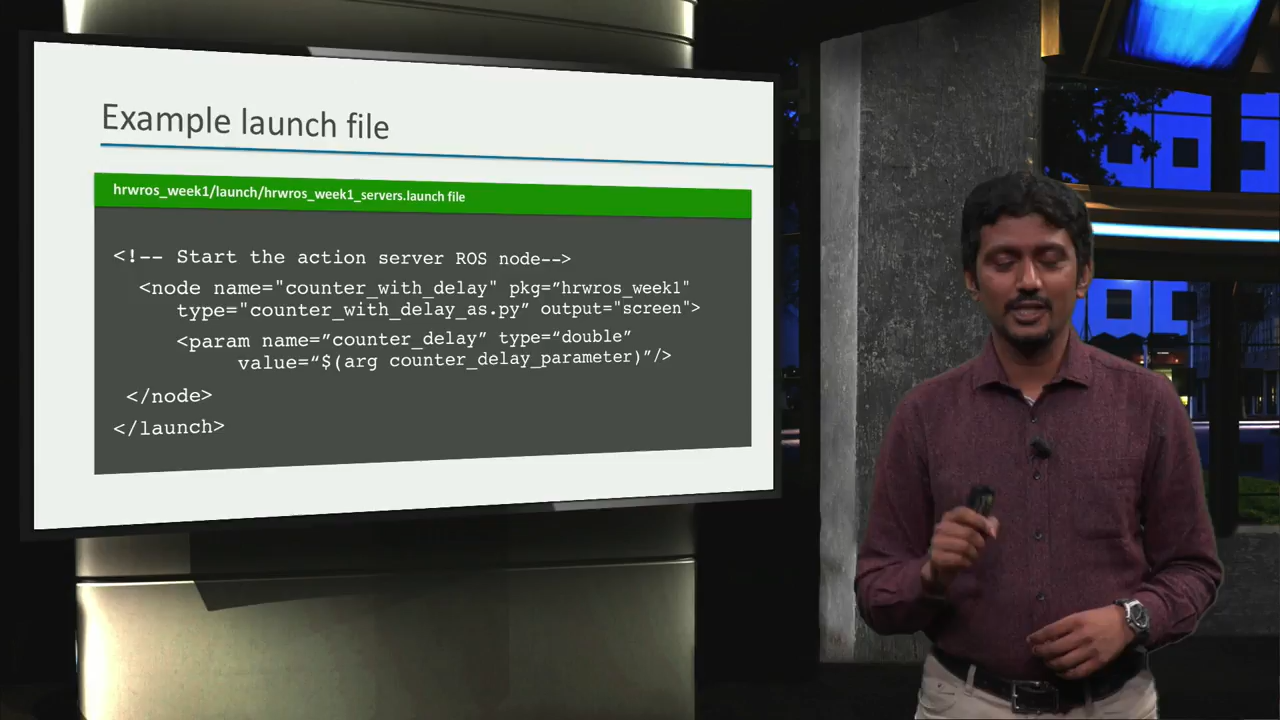 Example launch file
hrwros_week1/launch/hrwros_week1_servers.launch file
<!-- Start the action server ROS node-->
<node name="counter_with_delay" pkg=”hrwros_week1"
type="counter_with_delay_as.py” output="screen">
<param name=”counter_delay” type=“double”
value=“$(arg counter_delay_parameter)”/>
</node>
</launch>